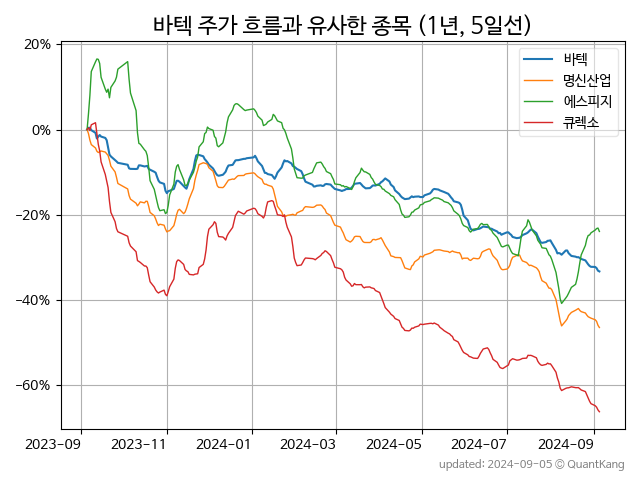 바텍 주가 흐름과 유사한 종목 (1년, 5일선)
20%
0%
−20%
−40%
−60%
바텍
명신산업
에스피지
큐렉소
2023−09
2023−11
2024−01
2024−03
2024−05
2024−07
2024−09
updated: 2024-09-05 © QuantKang